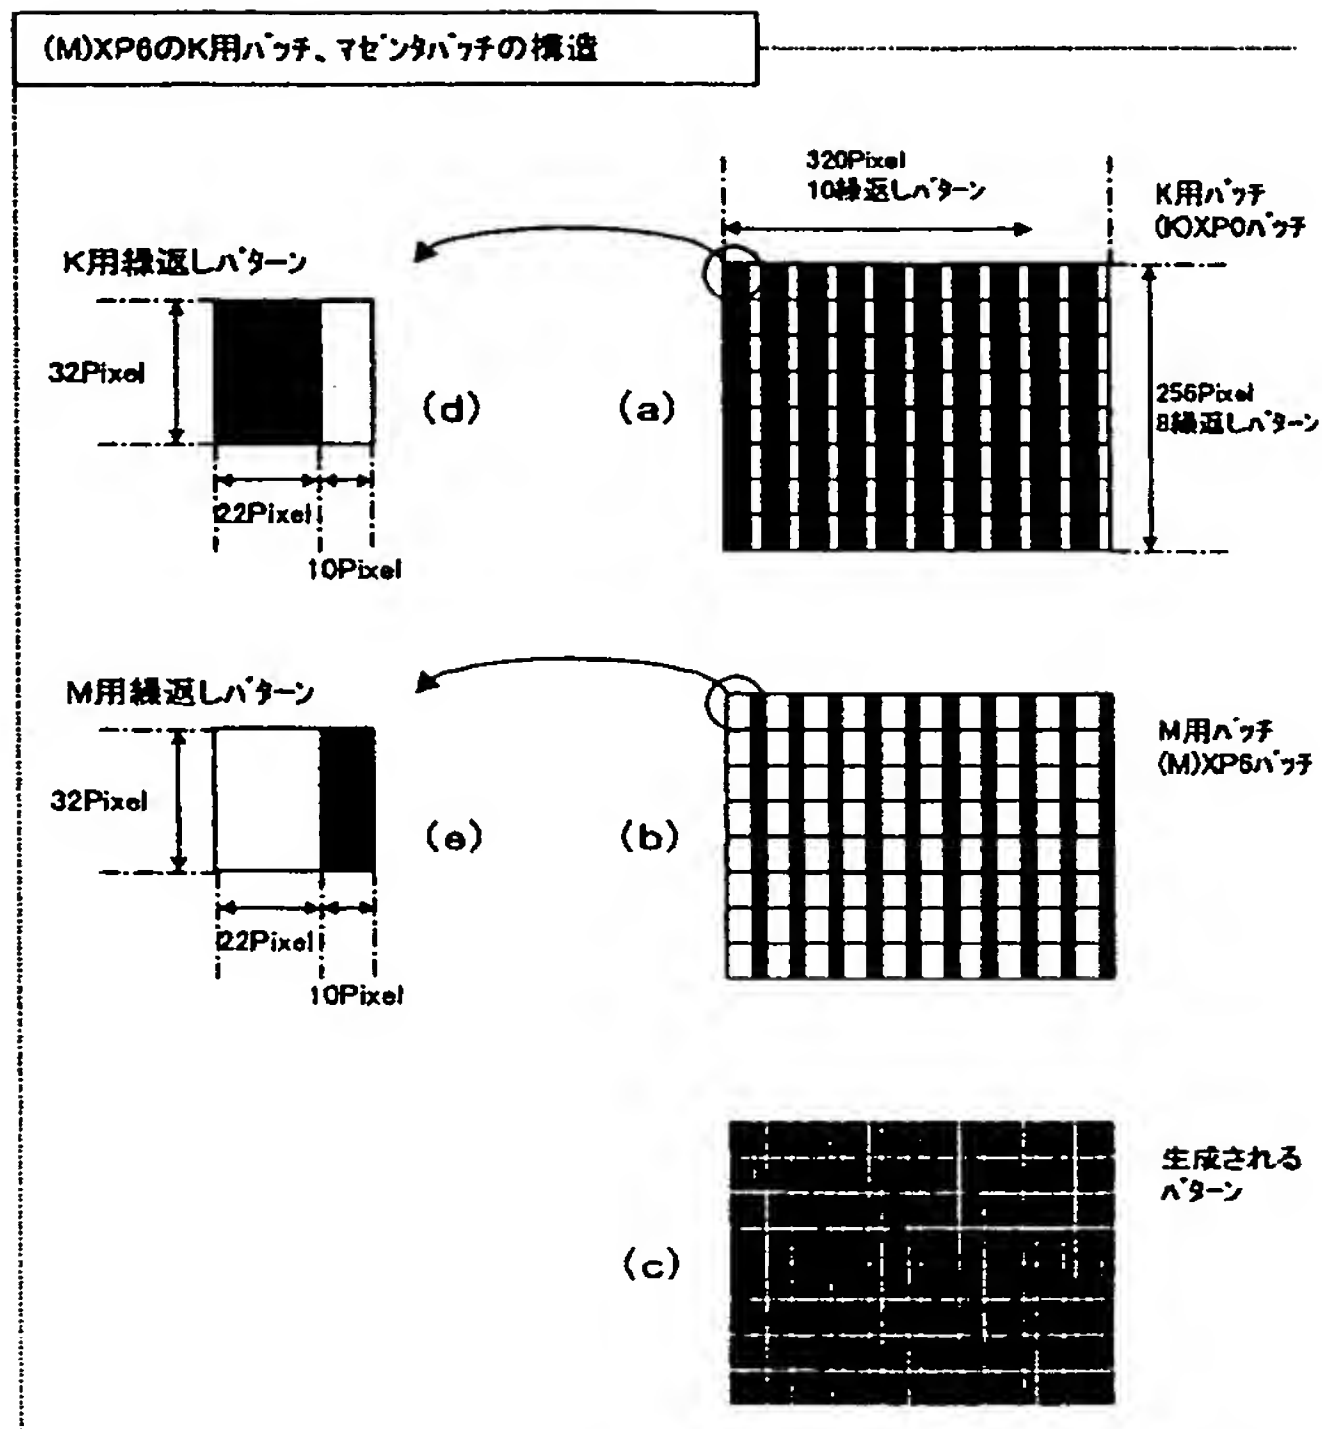 (M)XP6のK用パッチ、マゼンタパッチの構造
320Pixel
10繰返しパターン
K用パッチ
(K)XP0パッチ
K用繰返しパターン
32Pixel
(d)
(a)
256Pixel
8繰返しパターン
22Pixel
10Pixel
M用繰返しパターン
M用パッチ
(M)XP6パッチ
32Pixel
(e)
(b)
22Pixel
10Pixel
生成される
パターン
(c)